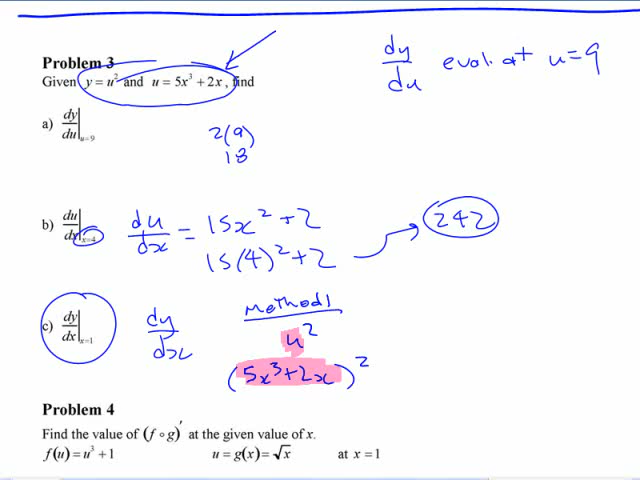 Problem 3
Given y = u² and u = 5x³ + 2x, find
dy/du eval. at u=9
a) dy/du|u=9
2(9)
18
b) du/dx|x=4
du/dx = 15x² + 2
15(4)² + 2
242
c) dy/dx|x=1
dy/dx
method 1
u²
(5x³+2x)²
Problem 4
Find the value of (f ∘ g)′ at the given value of x.
f(u) = u³ + 1 u = g(x) = √x at x = 1